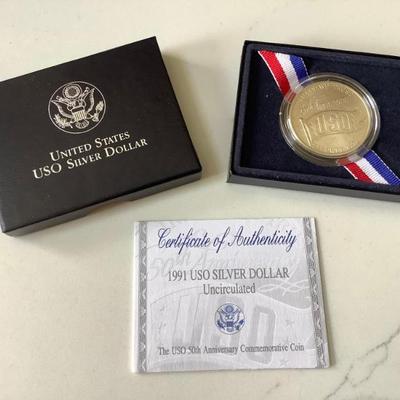 UNITED STATES
USO SILVER DOLLAR
USO
Certificate of Authenticity
1991 USO SILVER DOLLAR
Uncirculated
The USO 50th Anniversary Commemorative Coin